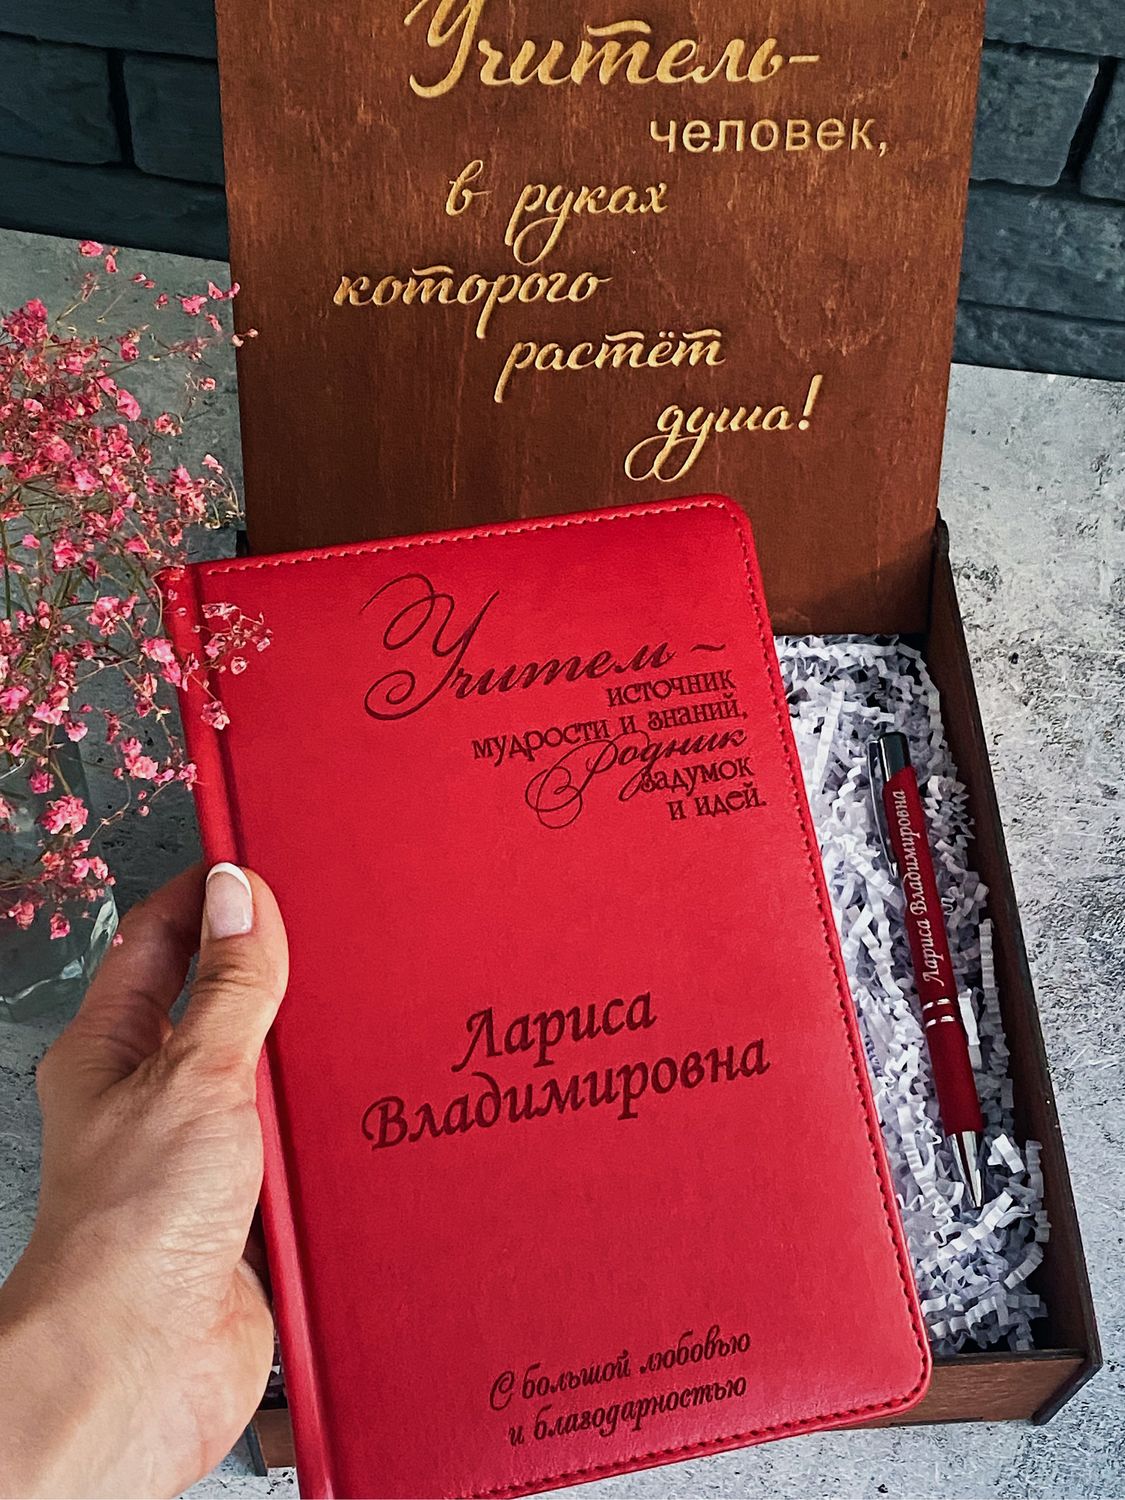 Учитель-
человек,
в руках
которого
растёт
душа!
Учитель ~
источник
мудрости и знаний,
Родник
задумок
и идей.
Лариса
Владимировна
С большой любовью
и благодарностью
Лариса Владимировна